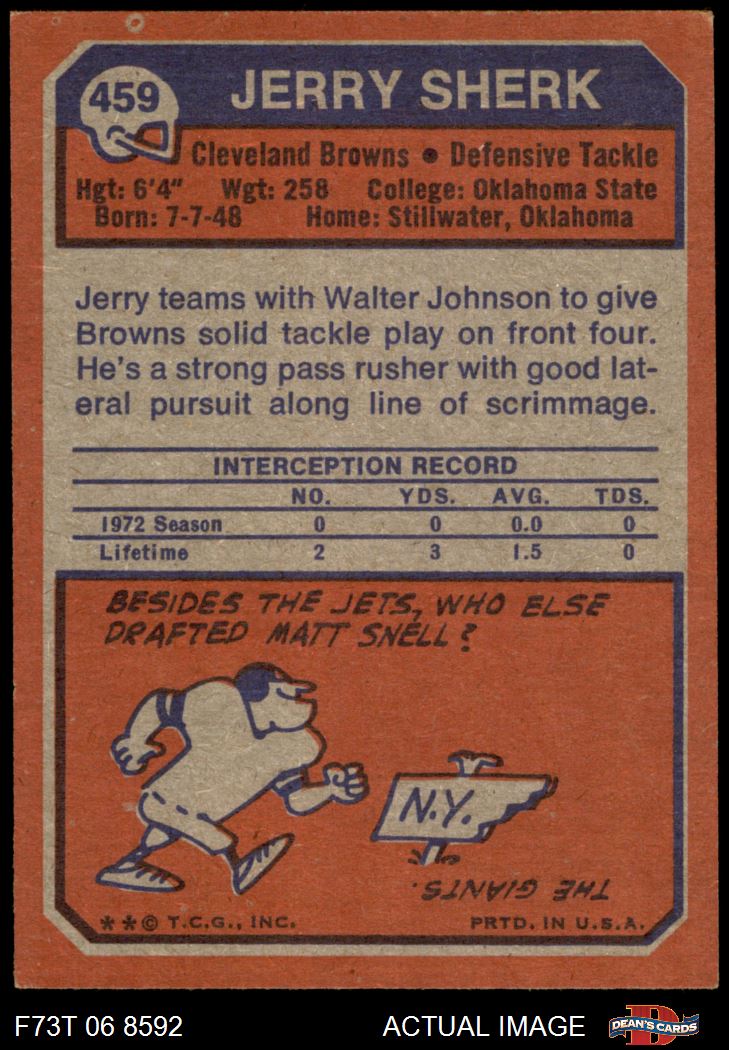 459
JERRY SHERK
Cleveland Browns • Defensive Tackle
Hgt: 6'4" Wgt: 258 College: Oklahoma State
Born: 7-7-48 Home: Stillwater, Oklahoma
Jerry teams with Walter Johnson to give
Browns solid tackle play on front four.
He's a strong pass rusher with good lat-
eral pursuit along line of scrimmage.
INTERCEPTION RECORD
NO. YDS. AVG. TDS.
1972 Season 0 0 0.0 0
Lifetime 2 3 1.5 0
BESIDES THE JETS, WHO ELSE
DRAFTED MATT SNELL?
N.Y.
THE GIANTS.
**© T.C.G., INC. PRTD. IN U.S.A.
F73T 06 8592 ACTUAL IMAGE D DEAN'S CARDS